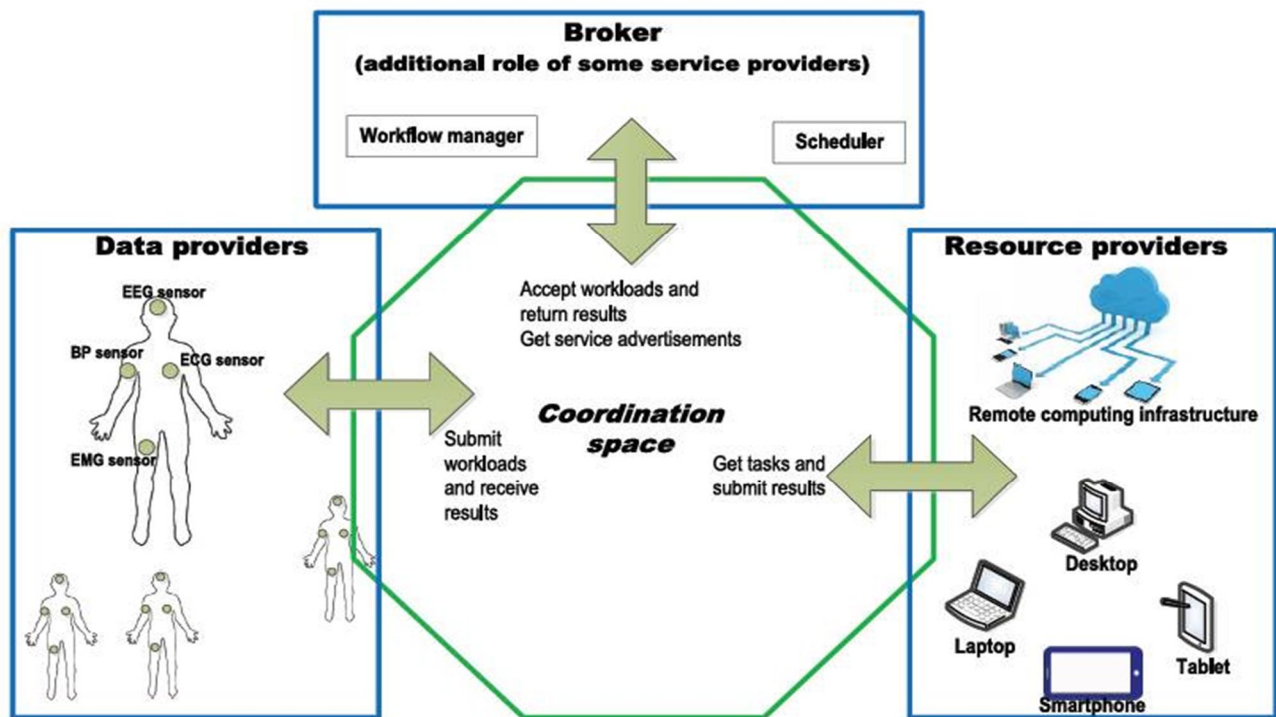 Broker
(additional role of some service providers)
Workflow manager
Scheduler
Data providers
EEG sensor
BP sensor
ECG sensor
EMG sensor
Accept workloads and
return results
Get service advertisements
Coordination
space
Submit
workloads
and receive
results
Get tasks and
submit results
Resource providers
Remote computing infrastructure
Desktop
Laptop
Tablet
Smartphone